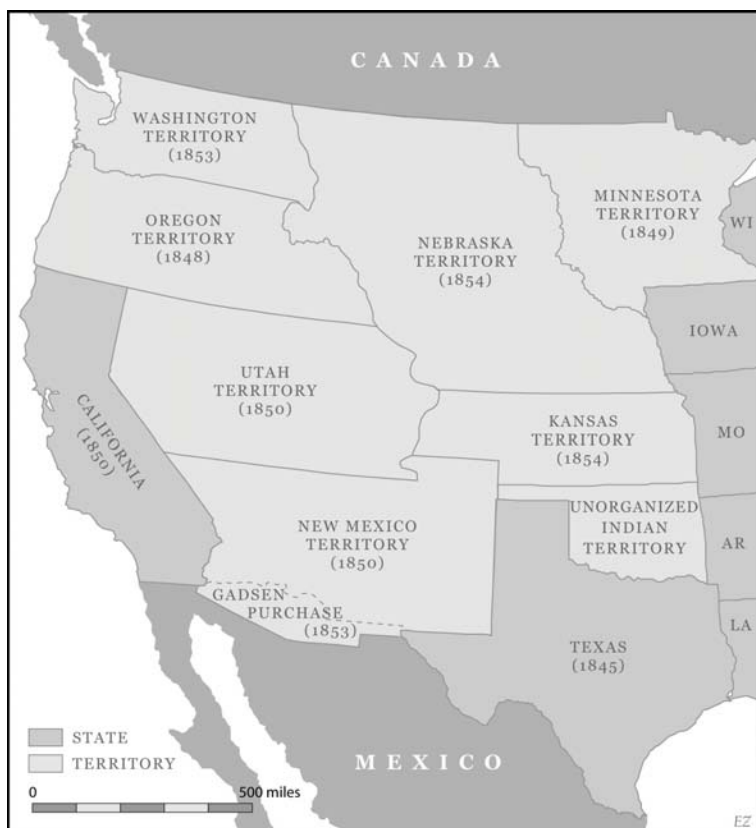 CANADA
WASHINGTON
TERRITORY
(1853)
OREGON
TERRITORY
(1848)
NEBRASKA
TERRITORY
(1854)
MINNESOTA
TERRITORY
(1849)
WI
IOWA
UTAH
TERRITORY
(1850)
CALIFORNIA
(1850)
KANSAS
TERRITORY
(1854)
MO
NEW MEXICO
TERRITORY
(1850)
UNORGANIZED
INDIAN
TERRITORY
AR
GADSEN
PURCHASE
(1853)
TEXAS
(1845)
LA
STATE
TERRITORY
MEXICO
0 500 miles
EZ